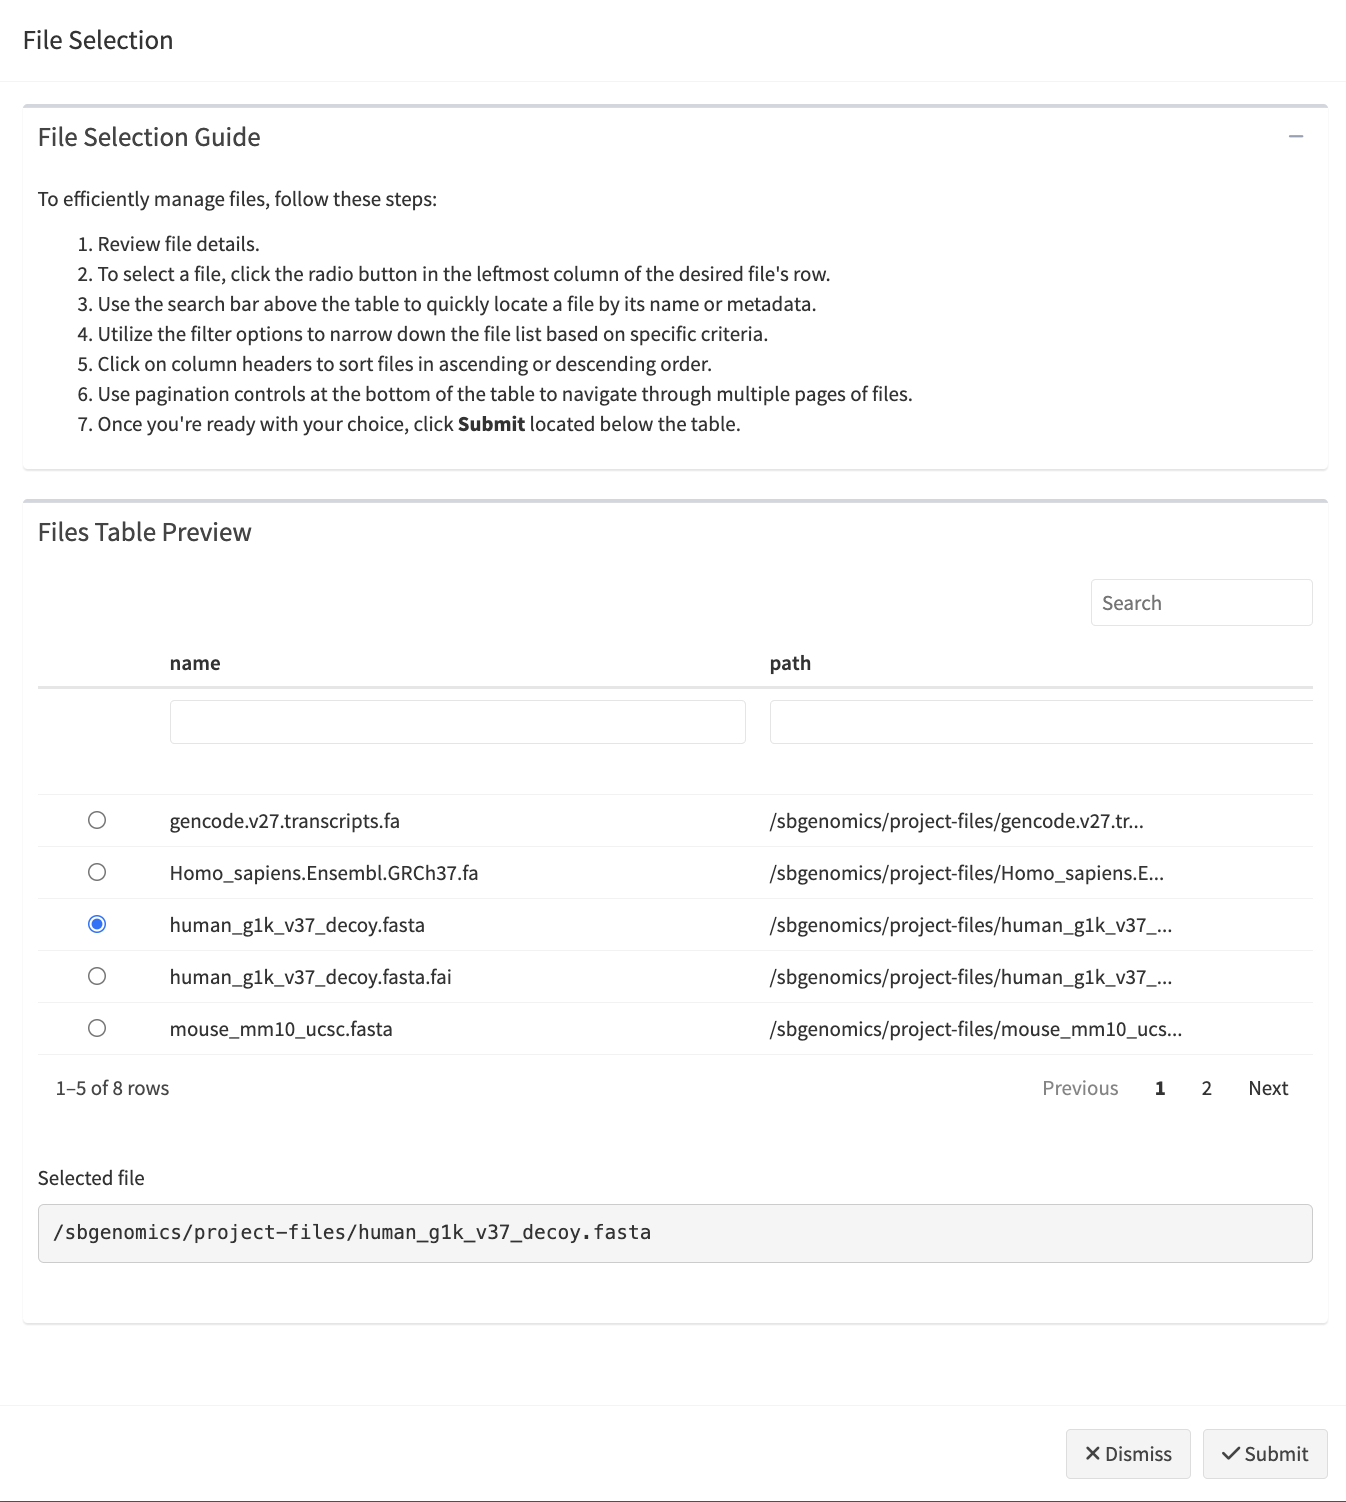 File Selection
File Selection Guide
To efficiently manage files, follow these steps:
1. Review file details.
2. To select a file, click the radio button in the leftmost column of the desired file's row.
3. Use the search bar above the table to quickly locate a file by its name or metadata.
4. Utilize the filter options to narrow down the file list based on specific criteria.
5. Click on column headers to sort files in ascending or descending order.
6. Use pagination controls at the bottom of the table to navigate through multiple pages of files.
7. Once you're ready with your choice, click Submit located below the table.
Files Table Preview
Search
name path
gencode.v27.transcripts.fa /sbgenomics/project-files/gencode.v27.tr...
Homo_sapiens.Ensembl.GRCh37.fa /sbgenomics/project-files/Homo_sapiens.E...
human_g1k_v37_decoy.fasta /sbgenomics/project-files/human_g1k_v37_...
human_g1k_v37_decoy.fasta.fai /sbgenomics/project-files/human_g1k_v37_...
mouse_mm10_ucsc.fasta /sbgenomics/project-files/mouse_mm10_ucs...
1–5 of 8 rows Previous 1 2 Next
Selected file
/sbgenomics/project-files/human_g1k_v37_decoy.fasta
Dismiss Submit